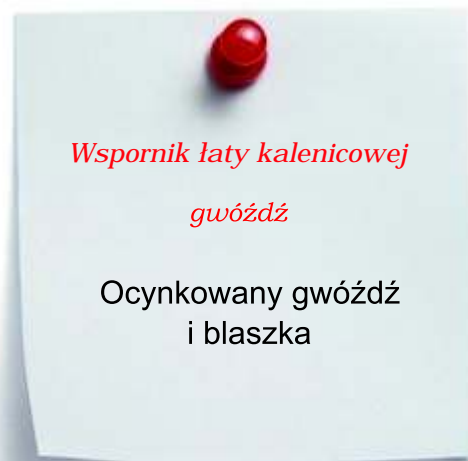 Wspornik łaty kalenicowej
gwóźdź
Ocynkowany gwóźdź
i blaszka